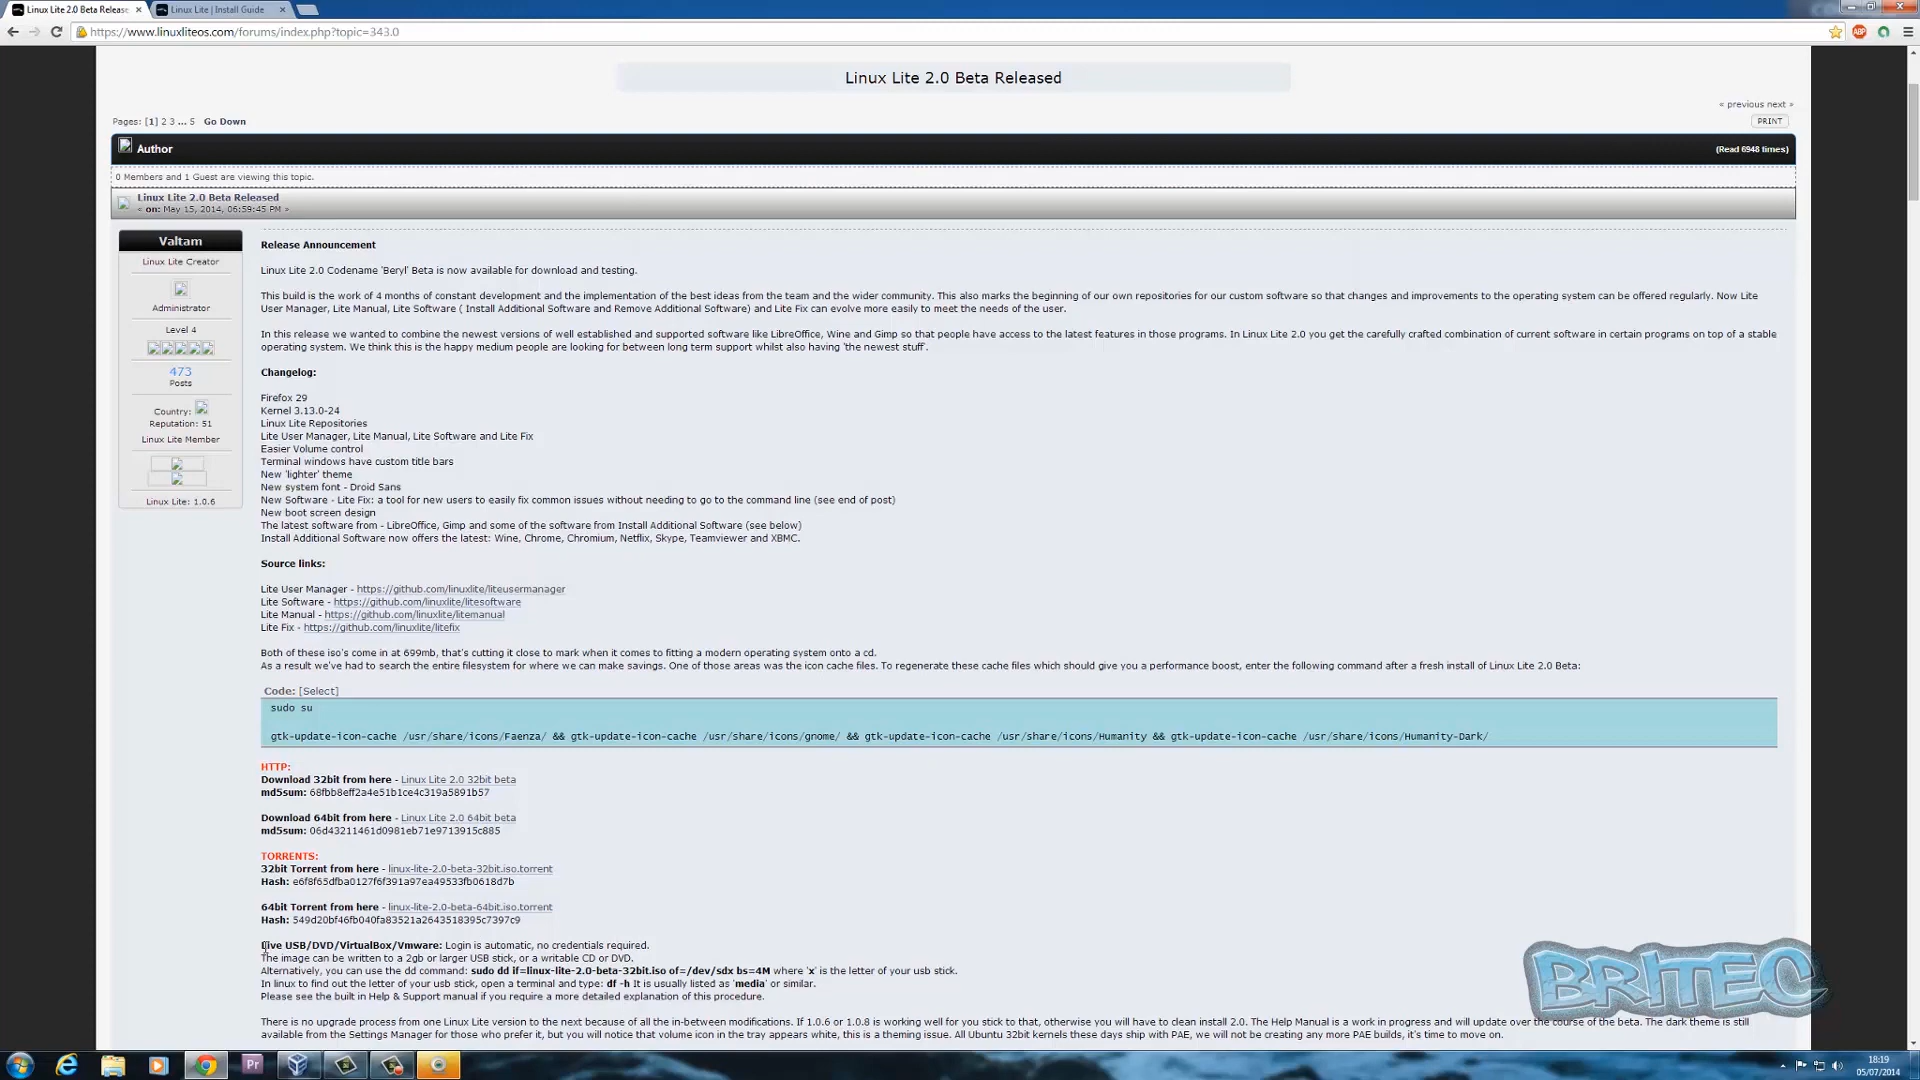 Linux Lite 2.0 Beta Release
Linux Lite | Install Guide
https://www.linuxliteos.com/forums/index.php?topic=343.0
ABP
Linux Lite 2.0 Beta Released
« previous next »
Pages: [1] 2 3 ... 5 Go Down
PRINT
Author
(Read 6948 times)
0 Members and 1 Guest are viewing this topic.
Linux Lite 2.0 Beta Released
« on: May 15, 2014, 06:59:45 PM »
Valtam
Linux Lite Creator
Administrator
Level 4
473
Posts
Country:
Reputation: 51
Linux Lite Member
Linux Lite: 1.0.6
Release Announcement
Linux Lite 2.0 Codename 'Beryl' Beta is now available for download and testing.
This build is the work of 4 months of constant development and the implementation of the best ideas from the team and the wider community. This also marks the beginning of our own repositories for our custom software so that changes and improvements to the operating system can be offered regularly. Now Lite
User Manager, Lite Manual, Lite Software ( Install Additional Software and Remove Additional Software) and Lite Fix can evolve more easily to meet the needs of the user.
In this release we wanted to combine the newest versions of well established and supported software like LibreOffice, Wine and Gimp so that people have access to the latest features in those programs. In Linux Lite 2.0 you get the carefully crafted combination of current software in certain programs on top of a stable
operating system. We think this is the happy medium people are looking for between long term support whilst also having 'the newest stuff'.
Changelog:
Firefox 29
Kernel 3.13.0-24
Linux Lite Repositories
Lite User Manager, Lite Manual, Lite Software and Lite Fix
Easier Volume control
Terminal windows have custom title bars
New 'lighter' theme
New system font - Droid Sans
New Software - Lite Fix: a tool for new users to easily fix common issues without needing to go to the command line (see end of post)
New boot screen design
The latest software from - LibreOffice, Gimp and some of the software from Install Additional Software (see below)
Install Additional Software now offers the latest: Wine, Chrome, Chromium, Netflix, Skype, Teamviewer and XBMC.
Source links:
Lite User Manager - https://github.com/linuxlite/liteusermanager
Lite Software - https://github.com/linuxlite/litesoftware
Lite Manual - https://github.com/linuxlite/litemanual
Lite Fix - https://github.com/linuxlite/litefix
Both of these iso's come in at 699mb, that's cutting it close to mark when it comes to fitting a modern operating system onto a cd.
As a result we've had to search the entire filesystem for where we can make savings. One of those areas was the icon cache files. To regenerate these cache files which should give you a performance boost, enter the following command after a fresh install of Linux Lite 2.0 Beta:
Code: [Select]
sudo su
gtk-update-icon-cache /usr/share/icons/Faenza/ && gtk-update-icon-cache /usr/share/icons/gnome/ && gtk-update-icon-cache /usr/share/icons/Humanity && gtk-update-icon-cache /usr/share/icons/Humanity-Dark/
HTTP:
Download 32bit from here - Linux Lite 2.0 32bit beta
md5sum: 68fbb8eff2a4e51b1ce4c319a5891b57
Download 64bit from here - Linux Lite 2.0 64bit beta
md5sum: 06d43211461d0981eb71e9713915c885
TORRENTS:
32bit Torrent from here - linux-lite-2.0-beta-32bit.iso.torrent
Hash: e6f8f65dfba0127f6f391a97ea49533fb0618d7b
64bit Torrent from here - linux-lite-2.0-beta-64bit.iso.torrent
Hash: 549d20bf46fb040fa83521a2643518395c7397c9
Live USB/DVD/VirtualBox/Vmware: Login is automatic, no credentials required.
The image can be written to a 2gb or larger USB stick, or a writable CD or DVD.
Alternatively, you can use the dd command: sudo dd if=linux-lite-2.0-beta-32bit.iso of=/dev/sdx bs=4M where 'x' is the letter of your usb stick.
In linux to find out the letter of your usb stick, open a terminal and type: df -h It is usually listed as 'media' or similar.
Please see the built in Help & Support manual if you require a more detailed explanation of this procedure.
There is no upgrade process from one Linux Lite version to the next because of all the in-between modifications. If 1.0.6 or 1.0.8 is working well for you stick to that, otherwise you will have to clean install 2.0. The Help Manual is a work in progress and will update over the course of the beta. The dark theme is still
available from the Settings Manager for those who prefer it, but you will notice that volume icon in the tray appears white, this is a theming issue. All Ubuntu 32bit kernels these days ship with PAE, we will not be creating any more PAE builds, it's time to move on.
BRITEC
Pr
18:19
05/07/2014